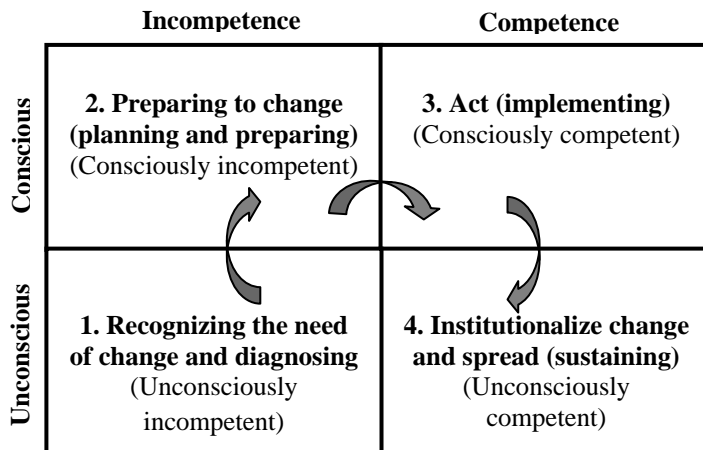 Incompetence
Competence
Conscious
2. Preparing to change
(planning and preparing)
(Consciously incompetent)
3. Act (implementing)
(Consciously competent)
Unconscious
1. Recognizing the need
of change and diagnosing
(Unconsciously
incompetent)
4. Institutionalize change
and spread (sustaining)
(Unconsciously
competent)